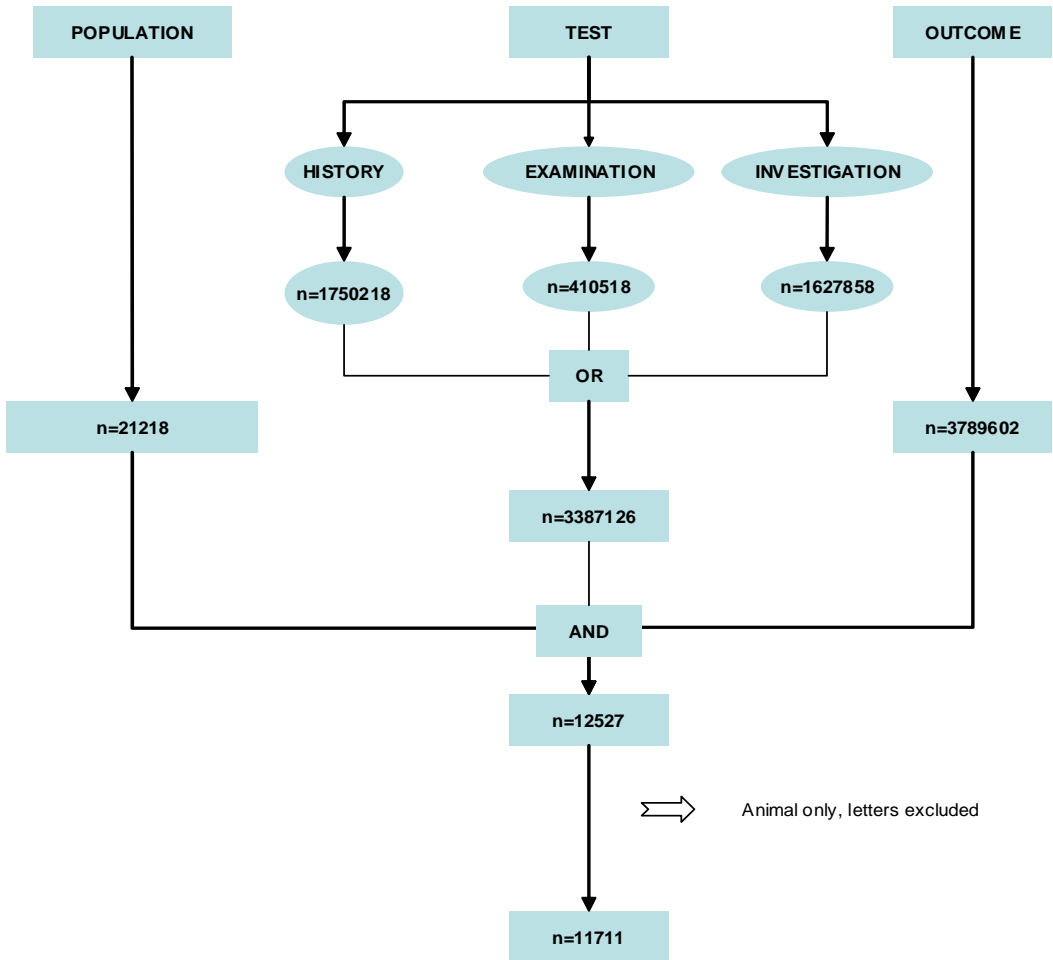 POPULATION
TEST
OUTCOME
HISTORY
EXAMINATION
INVESTIGATION
n=1750218
n=410518
n=1627858
OR
n=21218
n=3789602
n=3387126
AND
n=12527
Animal only, letters excluded
n=11711